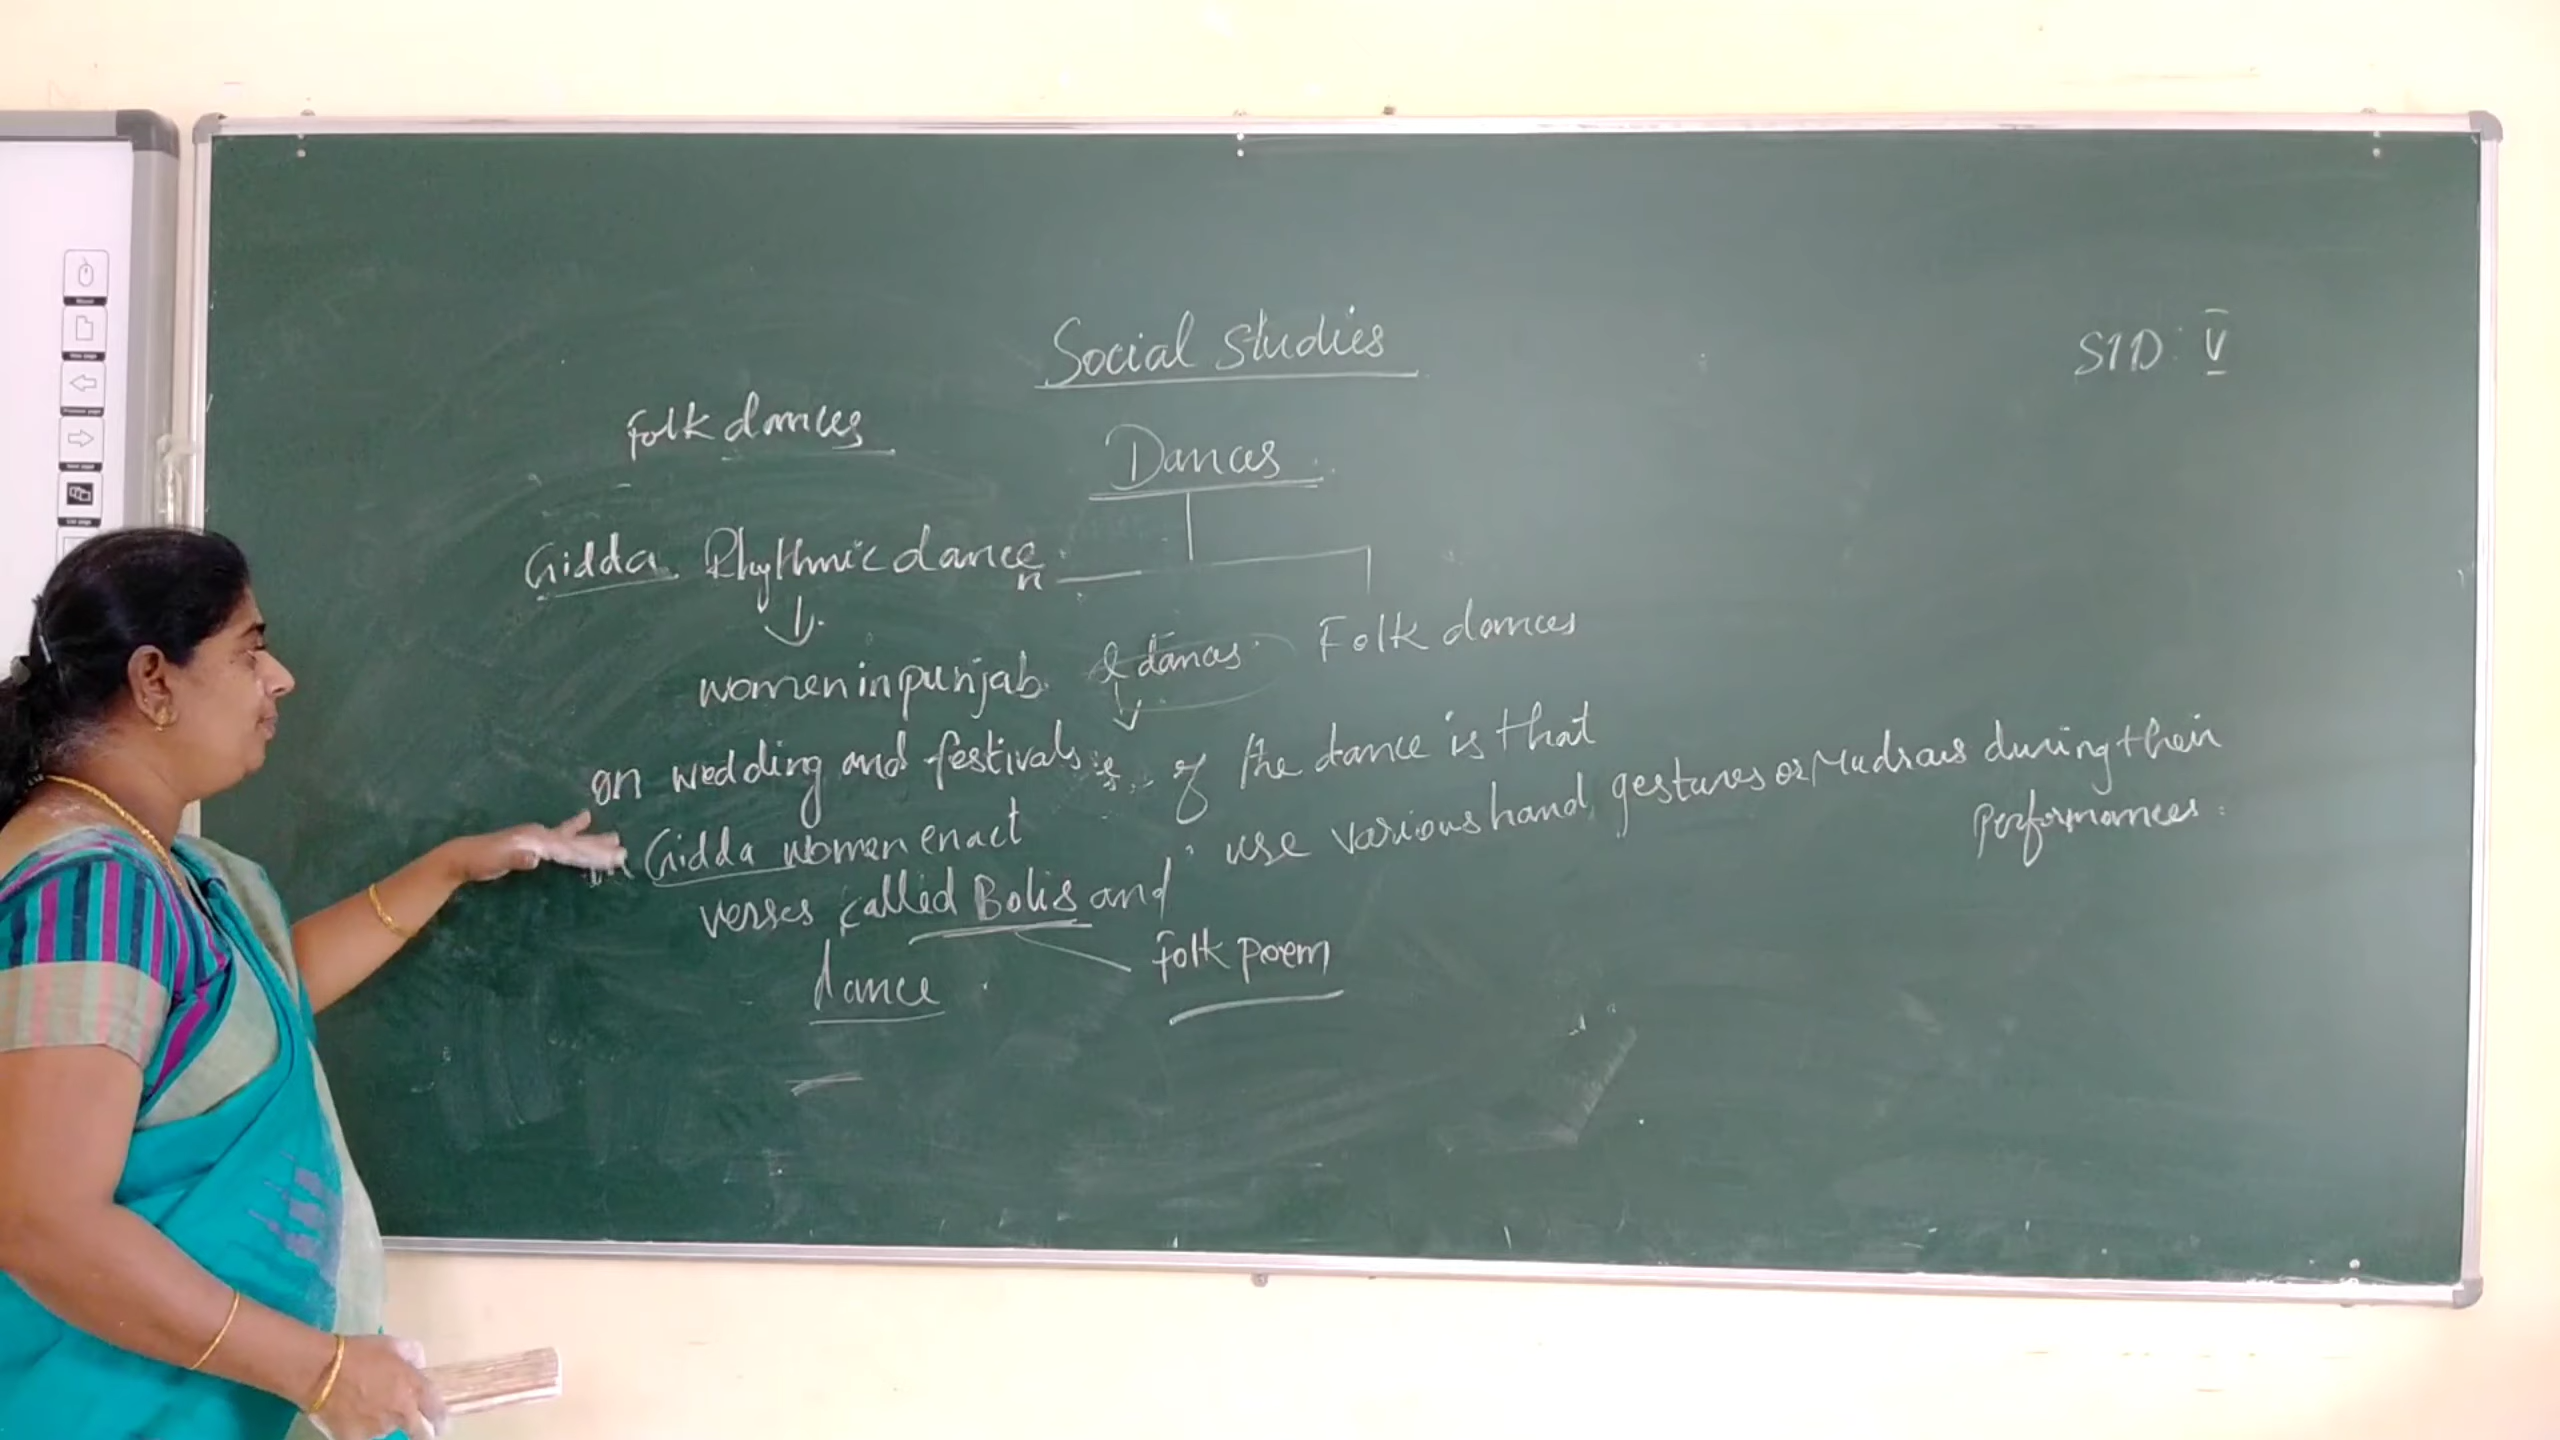 Social Studies
STD: V
Folk dances
Dances
Gidda Rhythmic dance
women in punjab
& dances Folk dances
on wedding and festivals
of the dance is that
In Gidda women enact
use various hand gestures or Mudras during their
performances.
verses called Bolis and
dance.
Folk poem